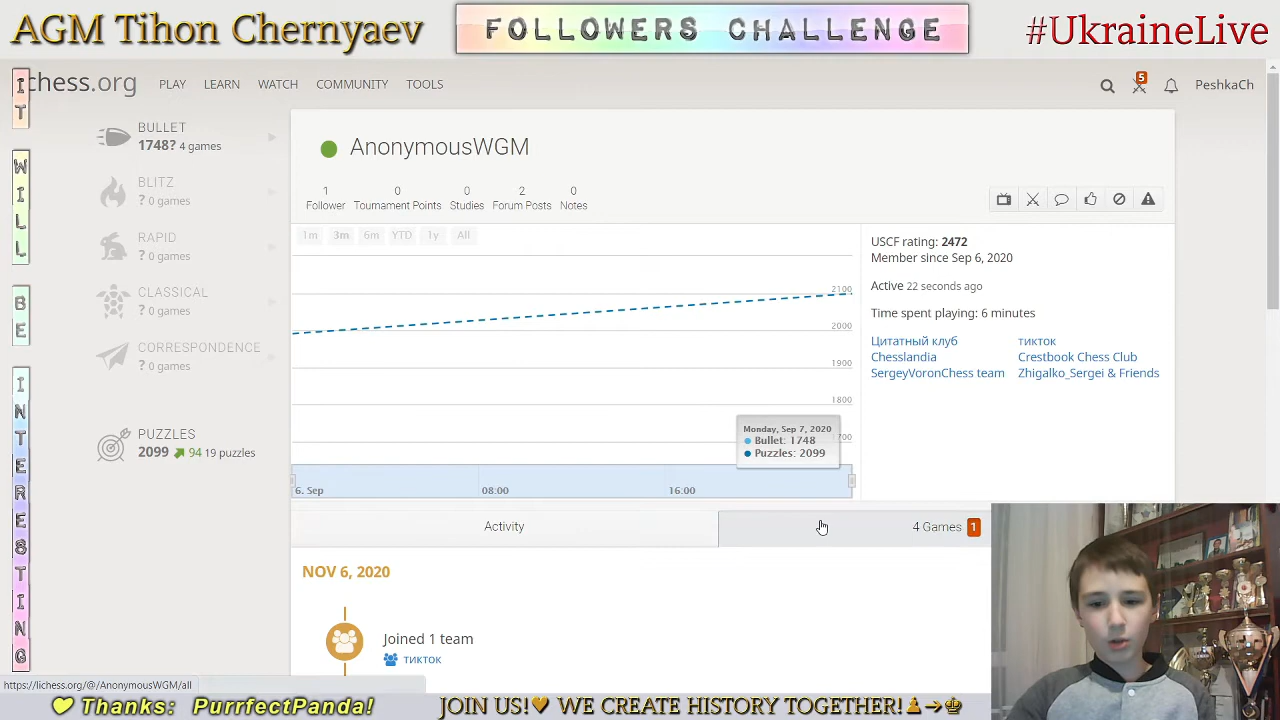 AGM Tihon Chernyaev
FOLLOWERS CHALLENGE
#UkraineLive
IT WILL BE INTERESTING
chess.org
PLAY LEARN WATCH COMMUNITY TOOLS
5
PeshkaCh
BULLET
1748? 4 games
BLITZ
? 0 games
RAPID
? 0 games
CLASSICAL
? 0 games
CORRESPONDENCE
? 0 games
PUZZLES
2099 94 19 puzzles
AnonymousWGM
1 0 0 2 0
Follower Tournament Points Studies Forum Posts Notes
1m 3m 6m YTD 1y All
2100
2000
1900
1800
1700
Monday, Sep 7, 2020
Bullet: 1748
Puzzles: 2099
6. Sep 08:00 16:00
USCF rating: 2472
Member since Sep 6, 2020
Active 22 seconds ago
Time spent playing: 6 minutes
Цитатный клуб тикток
Chesslandia Crestbook Chess Club
SergeyVoronChess team Zhigalko_Sergei & Friends
Activity 4 Games 1
NOV 6, 2020
Joined 1 team
тикток
https://lichess.org/@/AnonymousWGM/all
Thanks: PurrfectPanda!
JOIN US!🧡 WE CREATE HISTORY TOGETHER!♟→♚